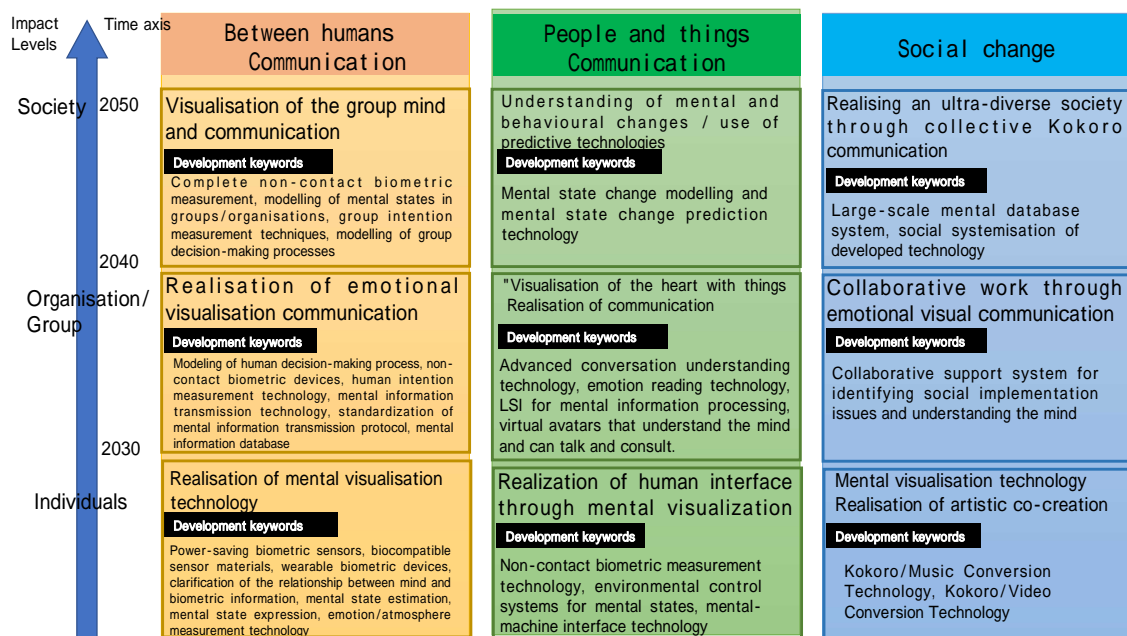 Impact
Levels
Time axis
Between humans
Communication
People and things
Communication
Social change
Society
2050
Visualisation of the group mind
and communication
Development keywords
Complete non-contact biometric
measurement, modelling of mental states in
groups/organisations, group intention
measurement techniques, modelling of group
decision-making processes
Understanding of mental and
behavioural changes / use of
predictive technologies
Development keywords
Mental state change modelling and
mental state change prediction
technology
Realising an ultra-diverse society
through collective Kokoro
communication
Development keywords
Large-scale mental database
system, social systemisation of
developed technology
2040
Organisation/
Group
Realisation of emotional
visualisation communication
Development keywords
Modeling of human decision-making process, non-
contact biometric devices, human intention
measurement technology, mental information
transmission technology, standardization of
mental information transmission protocol, mental
information database
"Visualisation of the heart with things
Realisation of communication
Development keywords
Advanced conversation understanding
technology, emotion reading technology,
LSI for mental information processing,
virtual avatars that understand the mind
and can talk and consult.
Collaborative work through
emotional visual communication
Development keywords
Collaborative support system for
identifying social implementation
issues and understanding the mind
2030
Individuals
Realisation of mental visualisation
technology
Development keywords
Power-saving biometric sensors, biocompatible
sensor materials, wearable biometric devices,
clarification of the relationship between mind and
biometric information, mental state estimation,
mental state expression, emotion/atmosphere
measurement technology
Realization of human interface
through mental visualization
Development keywords
Non-contact biometric measurement
technology, environmental control
systems for mental states, mental-
machine interface technology
Mental visualisation technology
Realisation of artistic co-creation
Development keywords
Kokoro/Music Conversion
Technology, Kokoro/Video
Conversion Technology